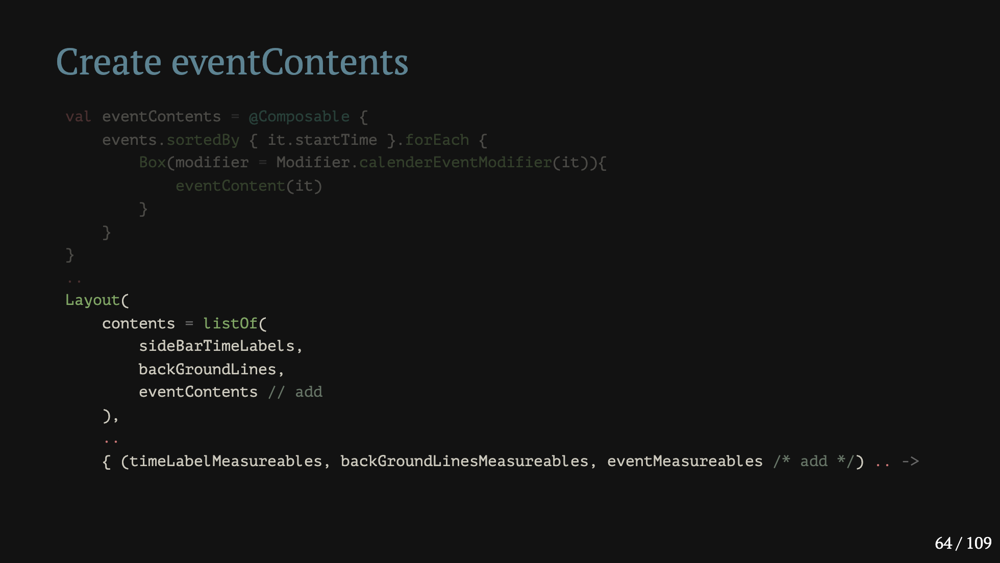 Create eventContents
val eventContents = @Composable {
    events.sortedBy { it.startTime }.forEach {
        Box(modifier = Modifier.calenderEventModifier(it)){
            eventContent(it)
        }
    }
}
..
Layout(
    contents = listOf(
        sideBarTimeLabels,
        backGroundLines,
        eventContents // add
    ),
    ..
    { (timeLabelMeasureables, backGroundLinesMeasureables, eventMeasureables /* add */) .. ->
64 / 109